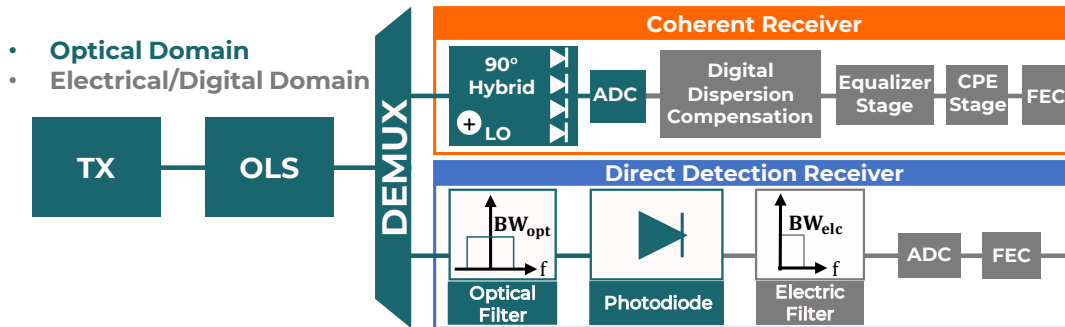 • Optical Domain
• Electrical/Digital Domain
TX
OLS
DEMUX
Coherent Receiver
90°
Hybrid
+ LO
ADC
Digital
Dispersion
Compensation
Equalizer
Stage
CPE
Stage
FEC
Direct Detection Receiver
BWopt
f
Optical
Filter
Photodiode
BWelc
f
Electric
Filter
ADC
FEC